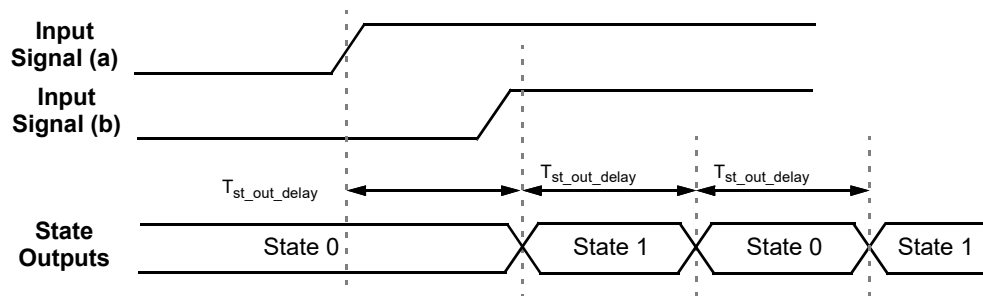 Input
Signal (a)
Input
Signal (b)
Tst_out_delay
Tst_out_delay
Tst_out_delay
State
Outputs
State 0
State 1
State 0
State 1